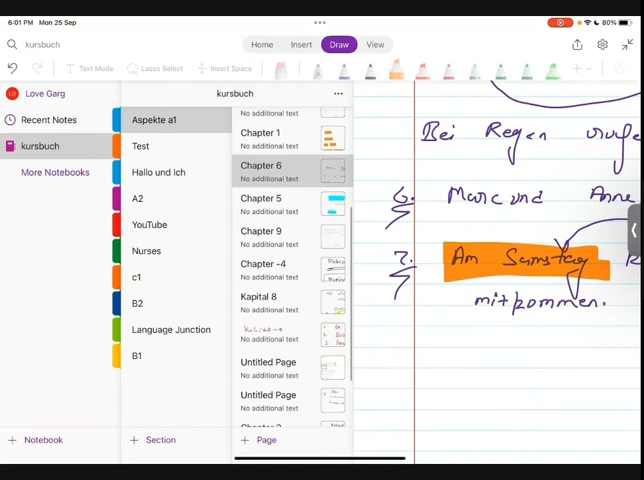 6:01 PM Mon 25 Sep
80%
kursbuch
Home Insert Draw View
Text Mode Lasso Select Insert Space
LG Love Garg
Recent Notes
kursbuch
More Notebooks
Notebook
Aspekte a1
Test
Hallo und Ich
A2
YouTube
Nurses
c1
B2
Language Junction
B1
Section
kursbuch
No additional text
Chapter 1
No additional text
Chapter 6
No additional text
Chapter 5
No additional text
Chapter 9
No additional text
Chapter -4
No additional text
Kapital 8
No additional text
No additional text
Untitled Page
No additional text
Untitled Page
No additional text
Page
Bei Regen
6. Marc und Anne
7. Am Samstag
mitkommen.